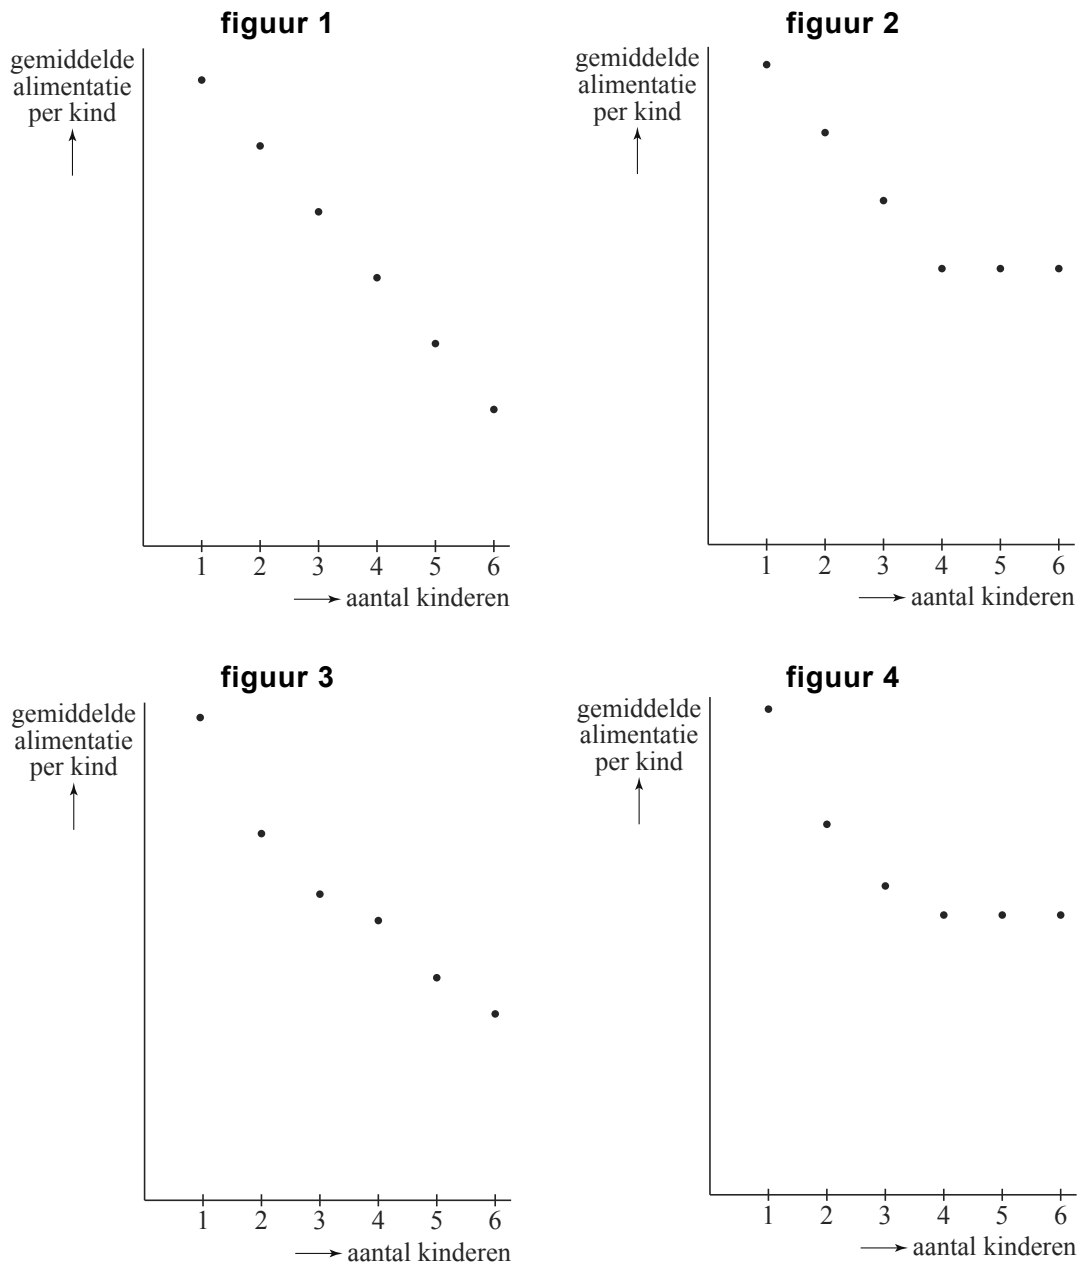 figuur 1
gemiddelde
alimentatie
per kind
1 2 3 4 5 6
aantal kinderen
figuur 2
gemiddelde
alimentatie
per kind
1 2 3 4 5 6
aantal kinderen
figuur 3
gemiddelde
alimentatie
per kind
1 2 3 4 5 6
aantal kinderen
figuur 4
gemiddelde
alimentatie
per kind
1 2 3 4 5 6
aantal kinderen